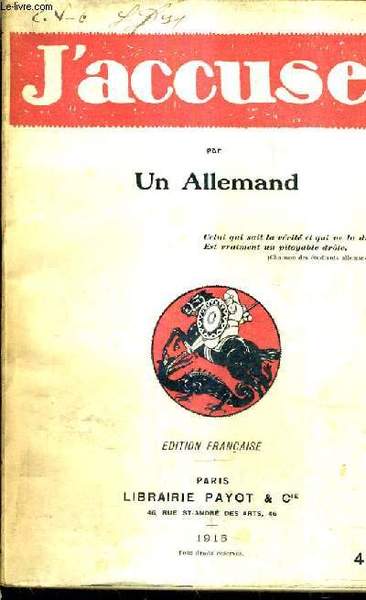 Le-livre.com
J'accuse
par
Un Allemand
Celui qui sait la vérité et qui ne la d
Est vraiment un pitoyable drôle.
(Chanson des étudiants allema
EDITION FRANÇAISE
PARIS
LIBRAIRIE PAYOT & Cie
46, RUE ST-ANDRÉ DES ARTS, 46
1915
Tous droits réservés.
4